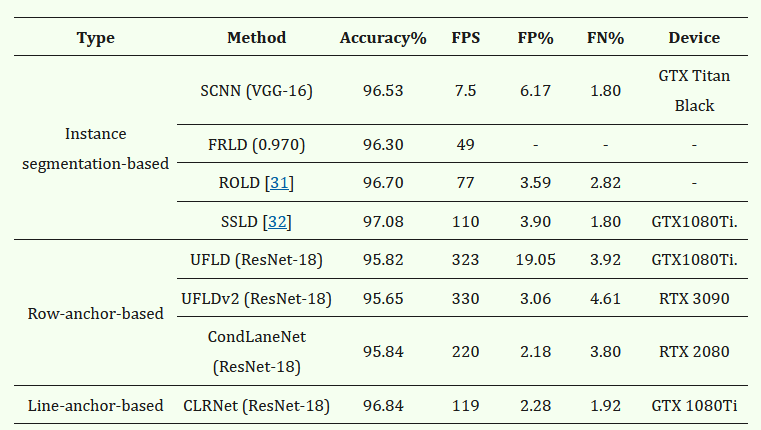 Type Method Accuracy% FPS FP% FN% Device
Instance segmentation-based
SCNN (VGG-16) 96.53 7.5 6.17 1.80 GTX Titan Black
FRLD (0.970) 96.30 49 - - -
ROLD [31] 96.70 77 3.59 2.82 -
SSLD [32] 97.08 110 3.90 1.80 GTX1080Ti.
Row-anchor-based
UFLD (ResNet-18) 95.82 323 19.05 3.92 GTX1080Ti.
UFLDv2 (ResNet-18) 95.65 330 3.06 4.61 RTX 3090
CondLaneNet (ResNet-18) 95.84 220 2.18 3.80 RTX 2080
Line-anchor-based CLRNet (ResNet-18) 96.84 119 2.28 1.92 GTX 1080Ti